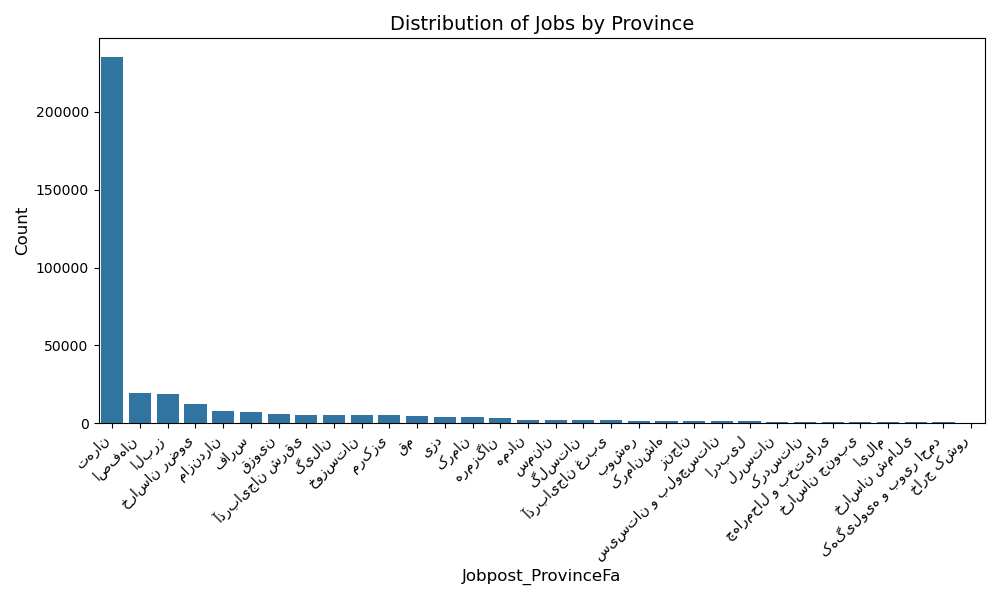 Distribution of Jobs by Province
Count
200000
150000
100000
50000
0
تهران
اصفهان
البرز
خراسان رضوی
مازندران
فارس
قزوین
آذربایجان شرقی
گیلان
خوزستان
مرکزی
قم
یزد
کرمان
هرمزگان
همدان
سمنان
گلستان
آذربایجان غربی
بوشهر
کرمانشاه
زنجان
سیستان و بلوچستان
اردبیل
لرستان
کردستان
چهارمحال و بختیاری
خراسان جنوبی
ایلام
خراسان شمالی
کهگیلویه و بویر احمد
خارج کشور
Jobpost_ProvinceFa